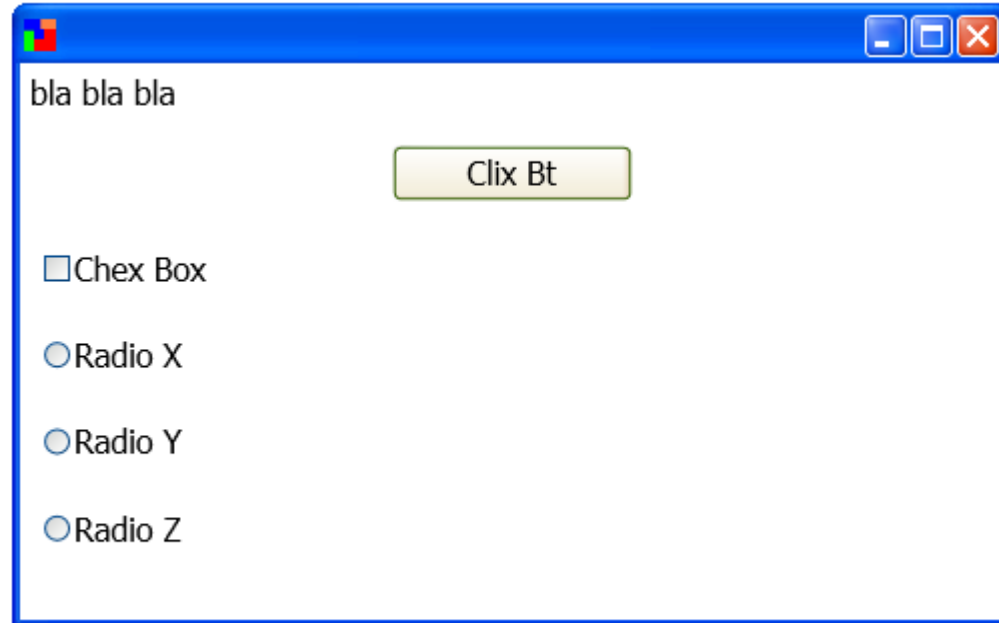 bla bla bla
Clix Bt
Chex Box
Radio X
Radio Y
Radio Z